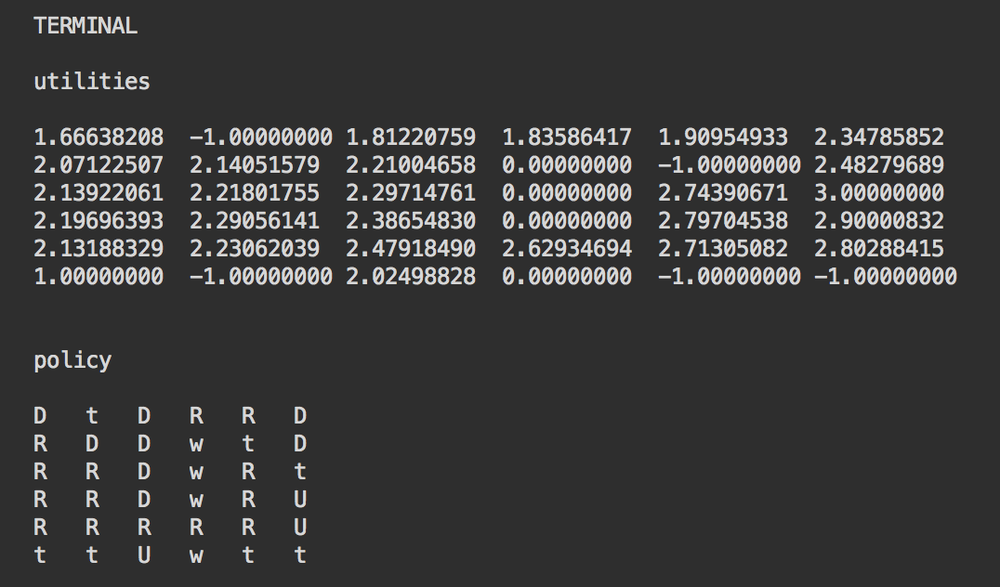 TERMINAL
utilities
1.66638208 -1.00000000 1.81220759 1.83586417 1.90954933 2.34785852
2.07122507 2.14051579 2.21004658 0.00000000 -1.00000000 2.48279689
2.13922061 2.21801755 2.29714761 0.00000000 2.74390671 3.00000000
2.19696393 2.29056141 2.38654830 0.00000000 2.79704538 2.90000832
2.13188329 2.23062039 2.47918490 2.62934694 2.71305082 2.80288415
1.00000000 -1.00000000 2.02498828 0.00000000 -1.00000000 -1.00000000
policy
D t D R R D
R D D w t D
R R D w R t
R R D w R U
R R R R R U
t t U w t t